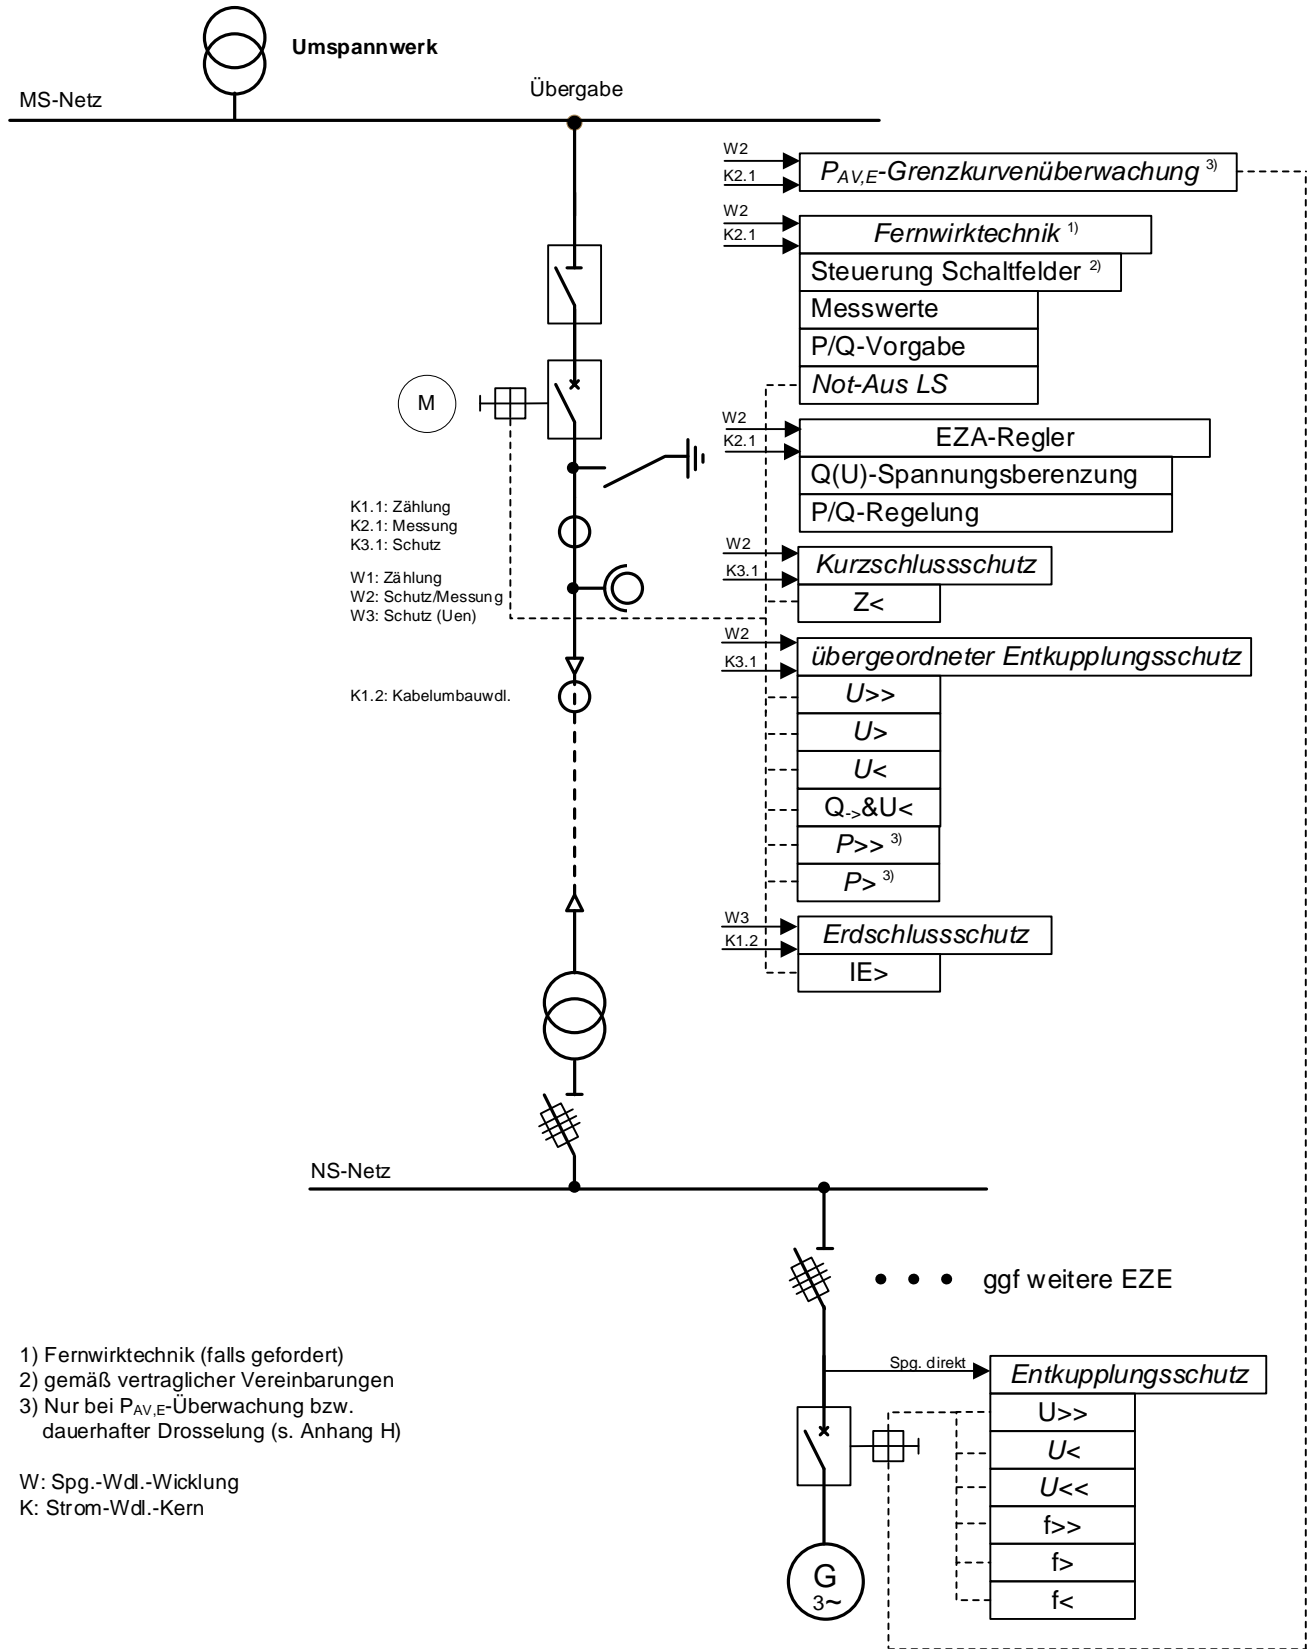 Umspannwerk
MS-Netz
Übergabe
W2
K2.1
P_AV,E-Grenzkurvenüberwachung 3)
W2
K2.1
Fernwirktechnik 1)
Steuerung Schaltfelder 2)
Messwerte
P/Q-Vorgabe
Not-Aus LS
M
W2
K2.1
EZA-Regler
Q(U)-Spannungsberenzung
P/Q-Regelung
K1.1: Zählung
K2.1: Messung
K3.1: Schutz
W1: Zählung
W2: Schutz/Messung
W3: Schutz (Uen)
W2
K3.1
Kurzschlussschutz
Z<
W2
K3.1
übergeordneter Entkupplungsschutz
U>>
U>
U<
Q->&U<
P>> 3)
P> 3)
K1.2: Kabelumbauwdl.
W3
K1.2
Erdschlussschutz
IE>
NS-Netz
ggf weitere EZE
1) Fernwirktechnik (falls gefordert)
2) gemäß vertraglicher Vereinbarungen
3) Nur bei P_AV,E-Überwachung bzw.
dauerhafter Drosselung (s. Anhang H)
W: Spg.-Wdl.-Wicklung
K: Strom-Wdl.-Kern
Spg. direkt
Entkupplungsschutz
U>>
U<
U<<
f>>
f>
f<
G
3~